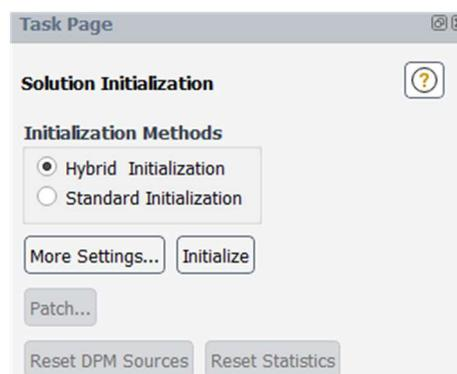 Task Page
Solution Initialization
?
Initialization Methods
Hybrid Initialization
Standard Initialization
More Settings... Initialize
Patch...
Reset DPM Sources Reset Statistics